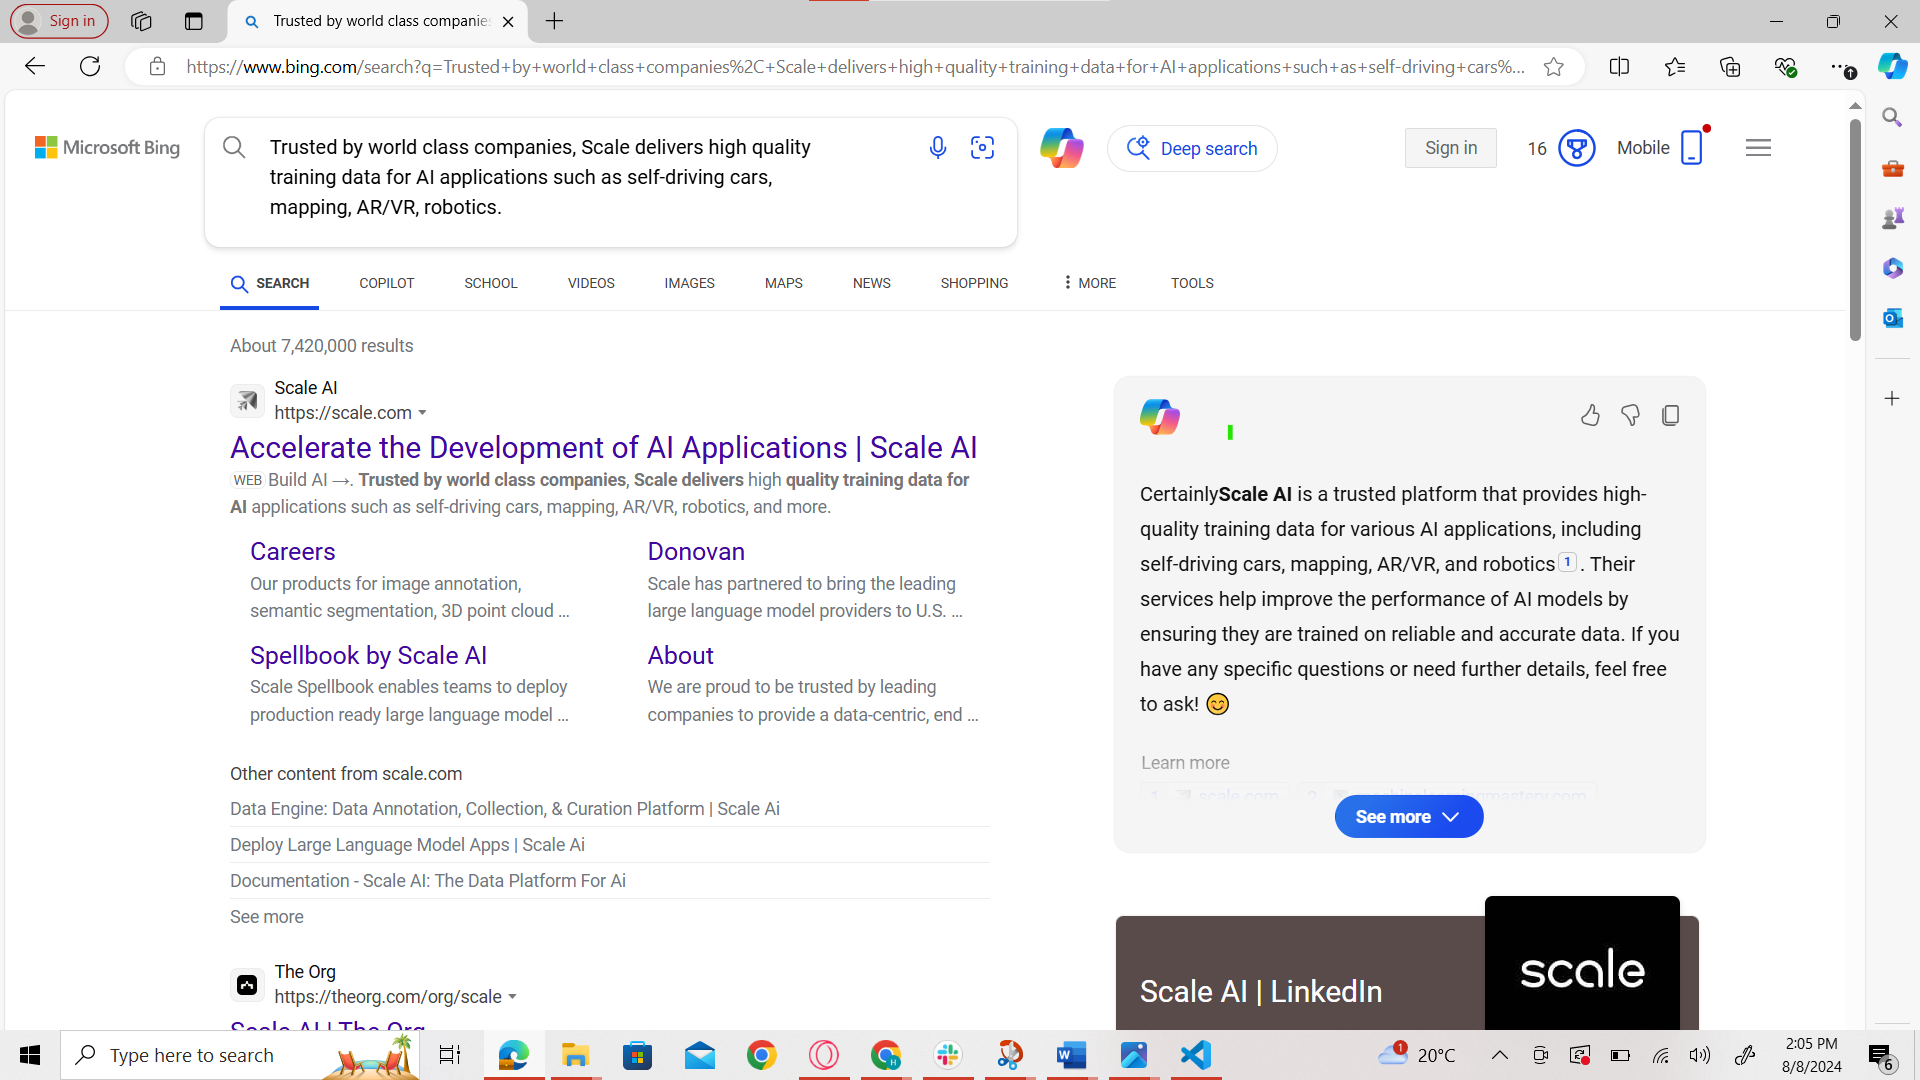 Sign in
Trusted by world class companies
https://www.bing.com/search?q=Trusted+by+world+class+companies%2C+Scale+delivers+high+quality+training+data+for+AI+applications+such+as+self-driving+cars%...
Microsoft Bing
Trusted by world class companies, Scale delivers high quality
training data for AI applications such as self-driving cars,
mapping, AR/VR, robotics.
Deep search
Sign in
16
Mobile
SEARCH
COPILOT
SCHOOL
VIDEOS
IMAGES
MAPS
NEWS
SHOPPING
MORE
TOOLS
About 7,420,000 results
Scale AI
https://scale.com
Accelerate the Development of AI Applications | Scale AI
WEB Build AI →. Trusted by world class companies, Scale delivers high quality training data for
AI applications such as self-driving cars, mapping, AR/VR, robotics, and more.
Careers
Our products for image annotation,
semantic segmentation, 3D point cloud ...
Donovan
Scale has partnered to bring the leading
large language model providers to U.S. ...
Spellbook by Scale AI
Scale Spellbook enables teams to deploy
production ready large language model ...
About
We are proud to be trusted by leading
companies to provide a data-centric, end ...
Other content from scale.com
Data Engine: Data Annotation, Collection, & Curation Platform | Scale Ai
Deploy Large Language Model Apps | Scale Ai
Documentation - Scale AI: The Data Platform For Ai
See more
The Org
https://theorg.com/org/scale
Scale AI | The Org
CertainlyScale AI is a trusted platform that provides high-
quality training data for various AI applications, including
self-driving cars, mapping, AR/VR, and robotics 1 . Their
services help improve the performance of AI models by
ensuring they are trained on reliable and accurate data. If you
have any specific questions or need further details, feel free
to ask! 😊
Learn more
1 scale.com 2 machinelearningmastery.com
See more
Scale AI | LinkedIn
scale
Type here to search
1
20°C
2:05 PM
8/8/2024
6